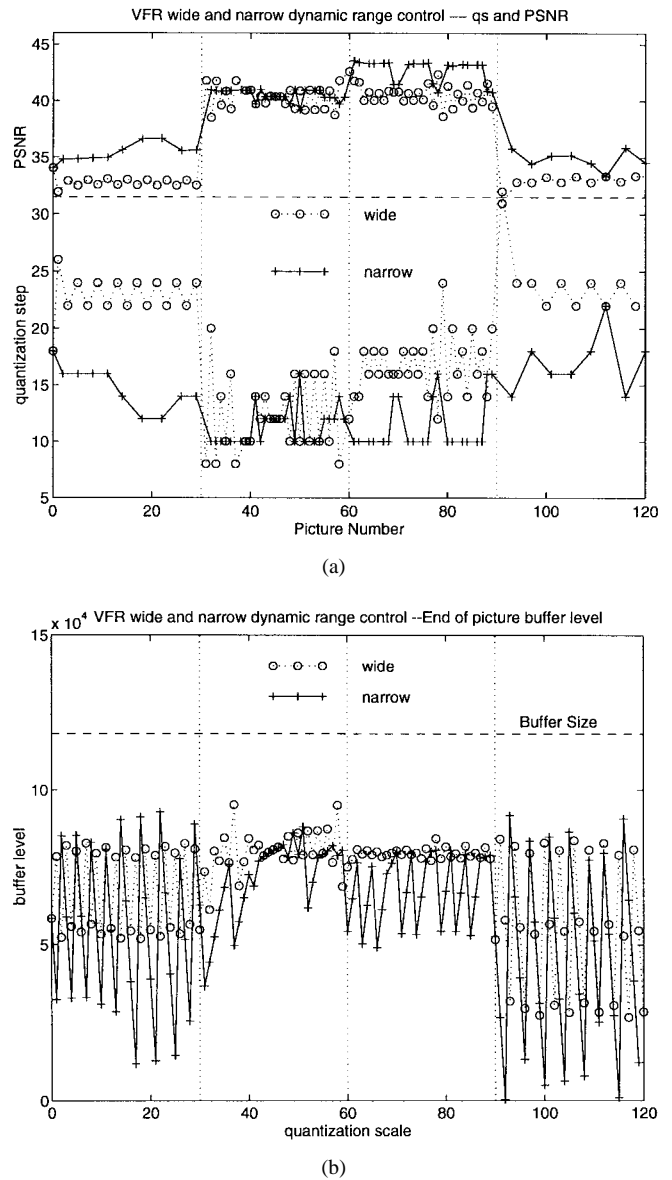 VFR wide and narrow dynamic range control –– qs and PSNR
45
40
35
30
25
20
15
10
5
PSNR
quantization step
wide
narrow
0 20 40 60 80 100 120
Picture Number
(a)
x 10^4 VFR wide and narrow dynamic range control --End of picture buffer level
15
10
5
0
buffer level
wide
narrow
Buffer Size
0 20 40 60 80 100 120
quantization scale
(b)